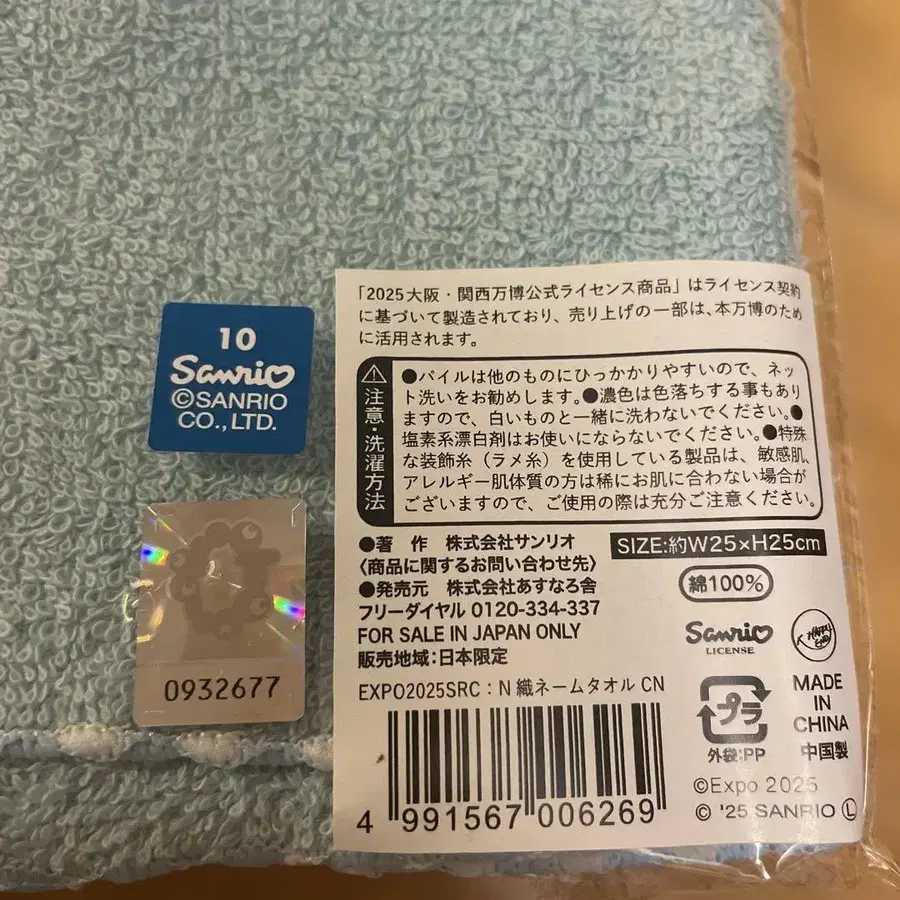 10
Sanrio
©SANRIO
CO.,LTD.
0932677
「2025大阪・関西万博公式ライセンス商品」はライセンス契約
に基づいて製造されており、売り上げの一部は、本万博のため
に活用されます。
注意・洗濯方法
●パイルは他のものにひっかかりやすいので、ネッ
ト洗いをお勧めします。●濃色は色落ちする事もあり
ますので、白いものと一緒に洗わないでください。●
塩素系漂白剤はお使いにならないでください。●特殊
な装飾糸（ラメ糸）を使用している製品は、敏感肌、
アレルギー肌体質の方は稀にお肌に合わない場合が
ございますので、ご使用の際は充分ご注意ください。
●著 作 株式会社サンリオ
〈商品に関するお問い合わせ先〉
●発売元 株式会社あすなろ舎
フリーダイヤル 0120-334-337
FOR SALE IN JAPAN ONLY
販売地域:日本限定
EXPO2025SRC：N 織ネームタオル CN
4 991567 006269
SIZE:約W25×H25cm
綿100%
Sanrio
LICENSE
プラ
外袋:PP
MADE
IN
CHINA
中国製
©Expo 2025
© '25 SANRIO Ⓛ